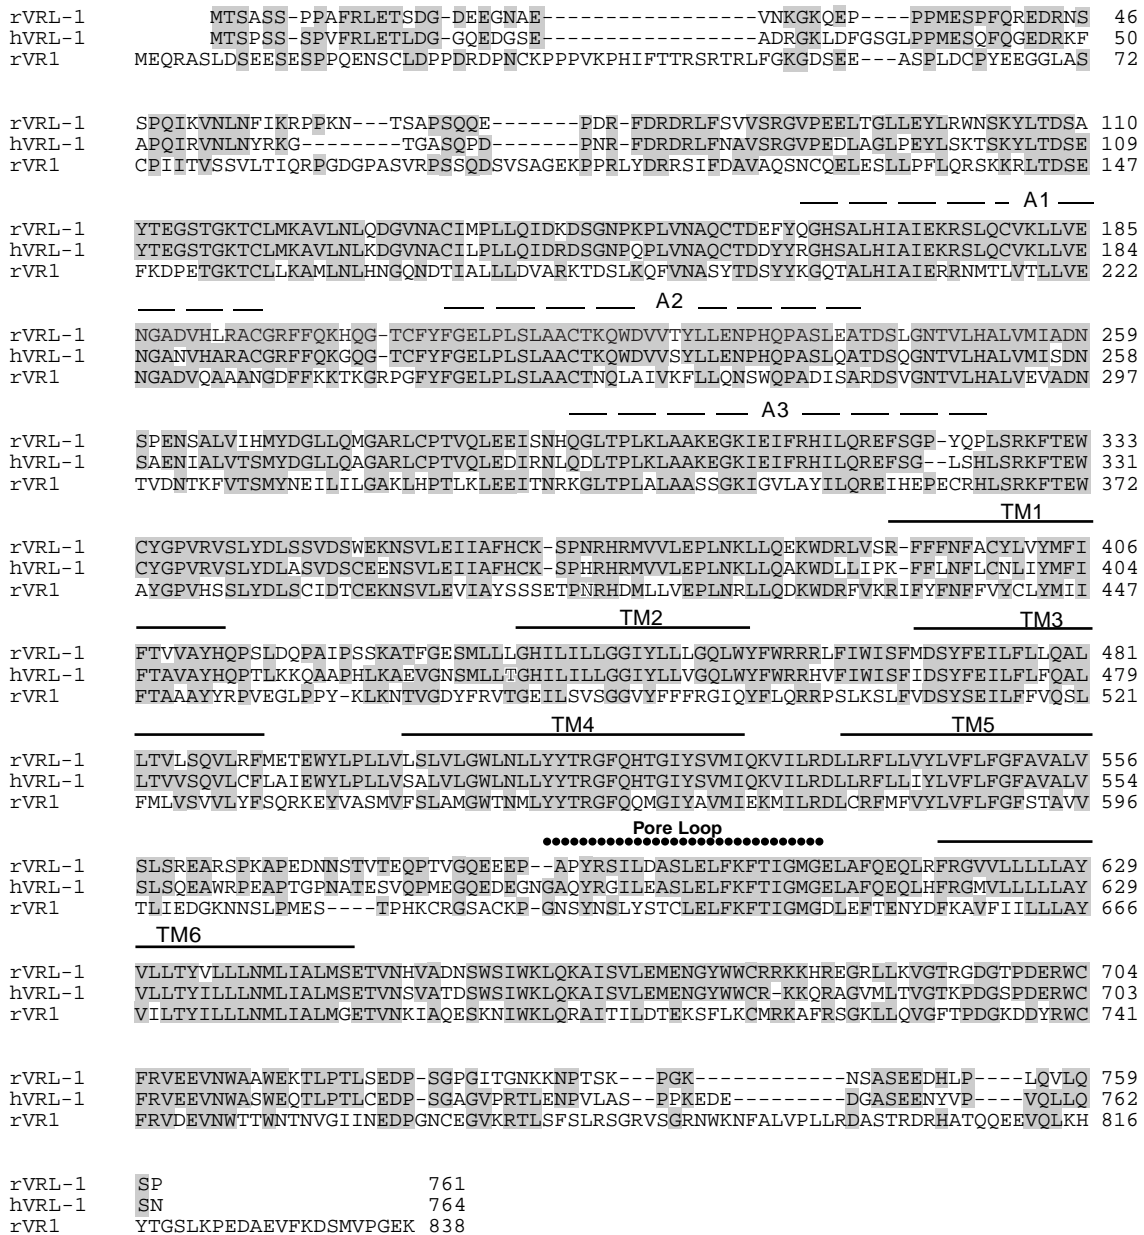 rVRL-1 MTSASS-PPAFRLETSDG-DEEGNAE----------------VNKGKQEP----PPMESPFQREDRNS 46
hVRL-1 MTSPSS-SPVFRLETLDG-GQEDGSE----------------ADRGKLDFGSGLPPMESQFQGEDRKF 50
rVR1 MEQRASLDSEESESPPQENSCLDPPDRDPNCKPPPVKPHIFTTRSRTRLFGKGDSEE---ASPLDCPYEEGGLAS 72
rVRL-1 SPQIKVNLNFIKRPPKN---TSAPSQQE-------PDR-FDRDRLFSVVSRGVPEELTGLLEYLRWNSKYLTDSA 110
hVRL-1 APQIRVNLNYRKG--------TGASQPD-------PNR-FDRDRLFNAVSRGVPEDLAGLPEYLSKTSKYLTDSE 109
rVR1 CPIITVSSVLTIQRPGDGPASVRPSSQDSVSAGEKPPRLYDRRSIFDAVAQSNCQELESLLPFLQRSKKRLTDSE 147
A1
rVRL-1 YTEGSTGKTCLMKAVLNLQDGVNACIMPLLQIDKDSGNPKPLVNAQCTDEFYQGHSALHIAIEKRSLQCVKLLVE 185
hVRL-1 YTEGSTGKTCLMKAVLNLKDGVNACILPLLQIDRDSGNPQPLVNAQCTDDYYRGHSALHIAIEKRSLQCVKLLVE 184
rVR1 FKDPETGKTCLLKAMLNLHNGQNDTIALLLDVARKTDSLKQFVNASYTDSYYKGQTALHIAIERRNMTLVTLLVE 222
A2
rVRL-1 NGADVHLRACGRFFQKHQG-TCFYFGELPLSLAACTKQWDVVTYLLENPHQPASLEATDSLGNTVLHALVMIADN 259
hVRL-1 NGANVHARACGRFFQKGQG-TCFYFGELPLSLAACTKQWDVVSYLLENPHQPASLQATDSQGNTVLHALVMISDN 258
rVR1 NGADVQAAANGDFFKKTKGRPGFYFGELPLSLAACTNQLAIVKFLLQNSWQPADISARDSVGNTVLHALVEVADN 297
A3
rVRL-1 SPENSALVIHMYDGLLQMGARLCPTVQLEEISNHQGLTPLKLAAKEGKIEIFRHILQREFSGP-YQPLSRKFTEW 333
hVRL-1 SAENIALVTSMYDGLLQAGARLCPTVQLEDIRNLQDLTPLKLAAKEGKIEIFRHILQREFSG--LSHLSRKFTEW 331
rVR1 TVDNTKFVTSMYNEILILGAKLHPTLKLEEITNRKGLTPLALAASSGKIGVLAYILQREIHEPECRHLSRKFTEW 372
TM1
rVRL-1 CYGPVRVSLYDLSSVDSWEKNSVLEIIAFHCK-SPNRHRMVVLEPLNKLLQEKWDRLVSR-FFFNFACYLVYMFI 406
hVRL-1 CYGPVRVSLYDLASVDSCEENSVLEIIAFHCK-SPHRHRMVVLEPLNKLLQAKWDLLIPK-FFLNFLCNLIYMFI 404
rVR1 AYGPVHSSLYDLSCIDTCEKNSVLEVIAYSSSETPNRHDMLLVEPLNRLLQDKWDRFVKRIFYFNFFVYCLYMII 447
TM2 TM3
rVRL-1 FTVVAYHQPSLDQPAIPSSKATFGESMLLLGHILILLGGIYLLLGQLWYFWRRRLFIWISFMDSYFEILFLLQAL 481
hVRL-1 FTAVAYHQPTLKKQAAPHLKAEVGNSMLLTGHILILLGGIYLLVGQLWYFWRRHVFIWISFIDSYFEILFLFQAL 479
rVR1 FTAAAYYRPVEGLPPY-KLKNTVGDYFRVTGEILSVSGGVYFFFRGIQYFLQRRPSLKSLFVDSYSEILFFVQSL 521
TM4 TM5
rVRL-1 LTVLSQVLRFMETEWYLPLLVLSLVLGWLNLLYYTRGFQHTGIYSVMIQKVILRDLLRFLLVYLVFLFGFAVALV 556
hVRL-1 LTVVSQVLCFLAIEWYLPLLVSALVLGWLNLLYYTRGFQHTGIYSVMIQKVILRDLLRFLLIYLVFLFGFAVALV 554
rVR1 FMLVSVVLYFSQRKEYVASMVFSLAMGWTNMLYYTRGFQQMGIYAVMIEKMILRDLCRFMFVYLVFLFGFSTAVV 596
Pore Loop
rVRL-1 SLSREARSPKAPEDNNSTVTEQPTVGQEEEP--APYRSILDASLELFKFTIGMGELAFQEQLRFRGVVLLLLLAY 629
hVRL-1 SLSQEAWRPEAPTGPNATESVQPMEGQEDEGNGAQYRGILEASLELFKFTIGMGELAFQEQLHFRGMVLLLLLAY 629
rVR1 TLIEDGKNNSLPMES----TPHKCRGSACKP-GNSYNSLYSTCLELFKFTIGMGDLEFTENYDFKAVFIILLLAY 666
TM6
rVRL-1 VLLTYVLLLNMLIALMSETVNHVADNSWSIWKLQKAISVLEMENGYWWCRRKKHREGRLLKVGTRGDGTPDERWC 704
hVRL-1 VLLTYILLLNMLIALMSETVNSVATDSWSIWKLQKAISVLEMENGYWWCR-KKQRAGVMLTVGTKPDGSPDERWC 703
rVR1 VILTYILLLNMLIALMGETVNKIAQESKNIWKLQRAITILDTEKSFLKCMRKAFRSGKLLQVGFTPDGKDDYRWC 741
rVRL-1 FRVEEVNWAAWEKTLPTLSEDP-SGPGITGNKKNPTSK---PGK------------NSASEEDHLP----LQVLQ 759
hVRL-1 FRVEEVNWASWEQTLPTLCEDP-SGAGVPRTLENPVLAS--PPKEDE---------DGASEENYVP----VQLLQ 762
rVR1 FRVDEVNWTTWNTNVGIINEDPGNCEGVKRTLSFSLRSGRVSGRNWKNFALVPLLRDASTRDRHATQQEEVQLKH 816
rVRL-1 SP 761
hVRL-1 SN 764
rVR1 YTGSLKPEDAEVFKDSMVPGEK 838